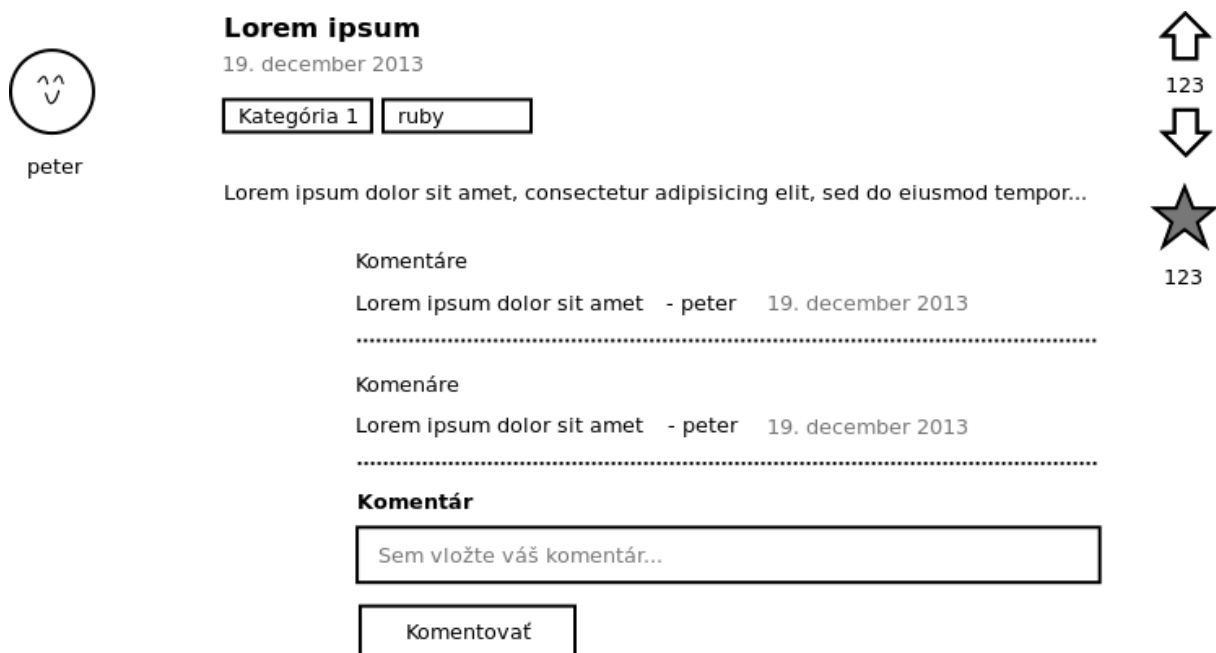 Lorem ipsum
19. december 2013
Kategória 1 ruby
peter
Lorem ipsum dolor sit amet, consectetur adipisicing elit, sed do eiusmod tempor...
123
123
Komentáre
Lorem ipsum dolor sit amet - peter 19. december 2013
Komenáre
Lorem ipsum dolor sit amet - peter 19. december 2013
Komentár
Sem vložte váš komentár...
Komentovať